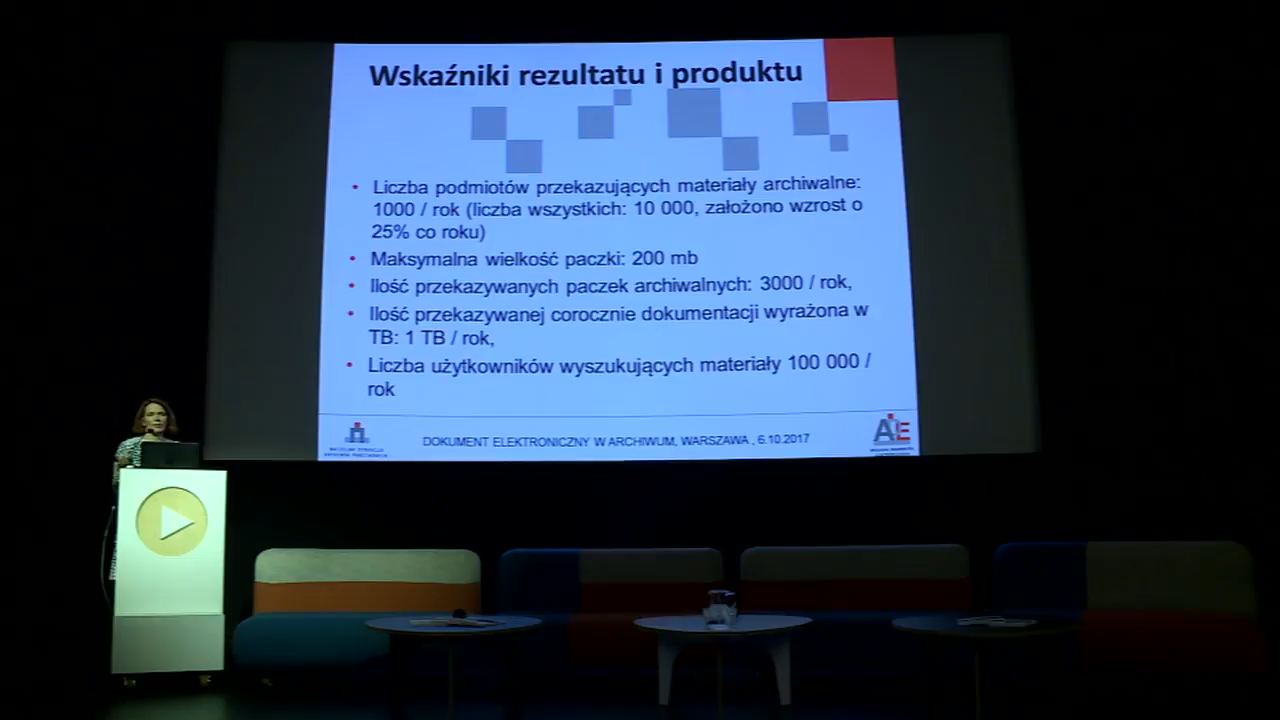 Wskaźniki rezultatu i produktu
• Liczba podmiotów przekazujących materiały archiwalne:
1000 / rok (liczba wszystkich: 10 000, założono wzrost o
25% co roku)
• Maksymalna wielkość paczki: 200 mb
• Ilość przekazywanych paczek archiwalnych: 3000 / rok,
• Ilość przekazywanej corocznie dokumentacji wyrażona w
TB: 1 TB / rok,
• Liczba użytkowników wyszukujących materiały 100 000 /
rok
DOKUMENT ELEKTRONICZNY W ARCHIWUM, WARSZAWA , 6.10.2017